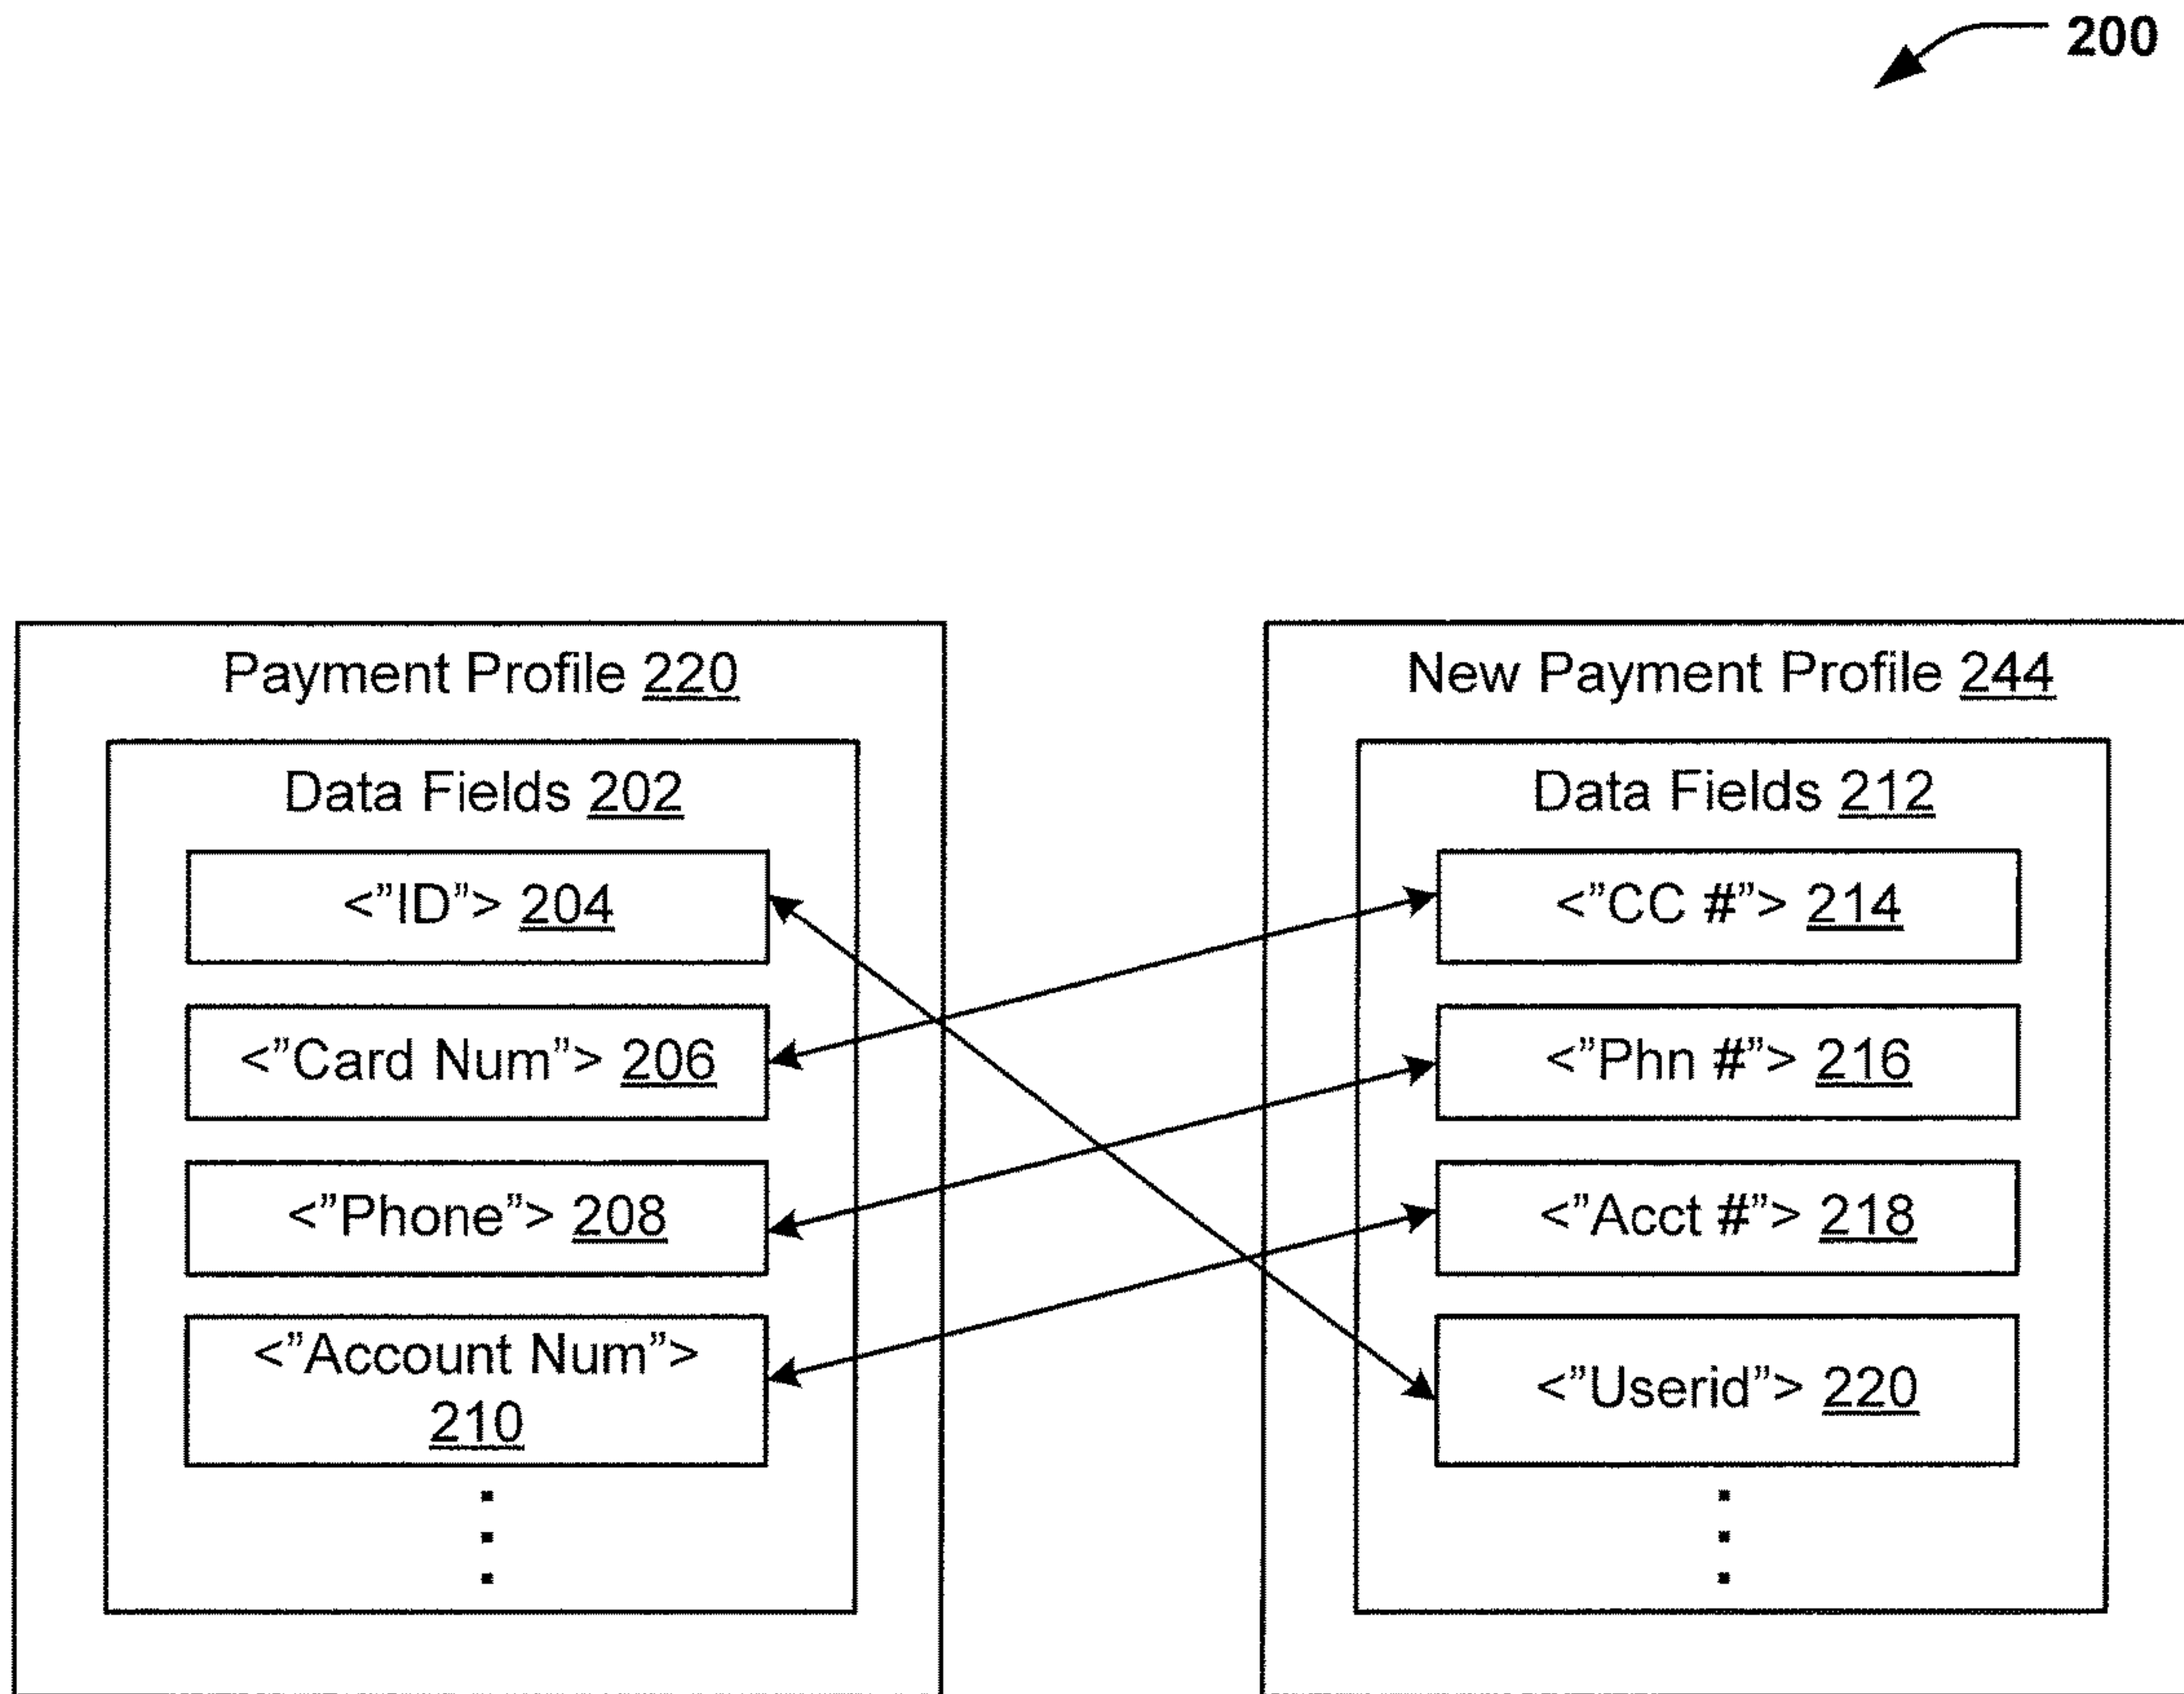 200
Payment Profile 220
Data Fields 202
<”ID”> 204
<”Card Num”> 206
<”Phone”> 208
<”Account Num”>
210
New Payment Profile 244
Data Fields 212
<”CC #”> 214
<”Phn #”> 216
<”Acct #”> 218
<”Userid”> 220